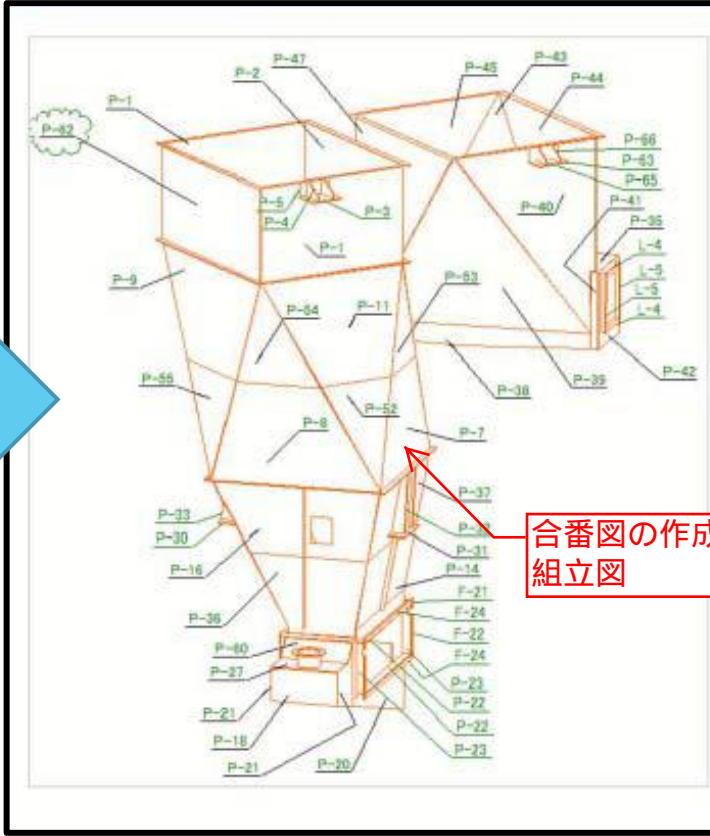 P-47
P-43
P-2
P-45
P-44
P-1
P-62
P-66
P-63
P-65
P-5
P-4
P-3
P-40
P-41
P-35
L-4
P-1
L-5
P-9
P-53
L-5
P-11
P-54
L-4
P-42
P-55
P-38
P-39
P-52
P-8
P-7
P-37
P-33
P-30
P-31
合番図の作成
組立図
P-16
P-14
F-21
F-24
P-36
F-22
P-60
F-24
P-27
P-23
P-22
P-21
P-22
P-18
P-23
P-21
P-20